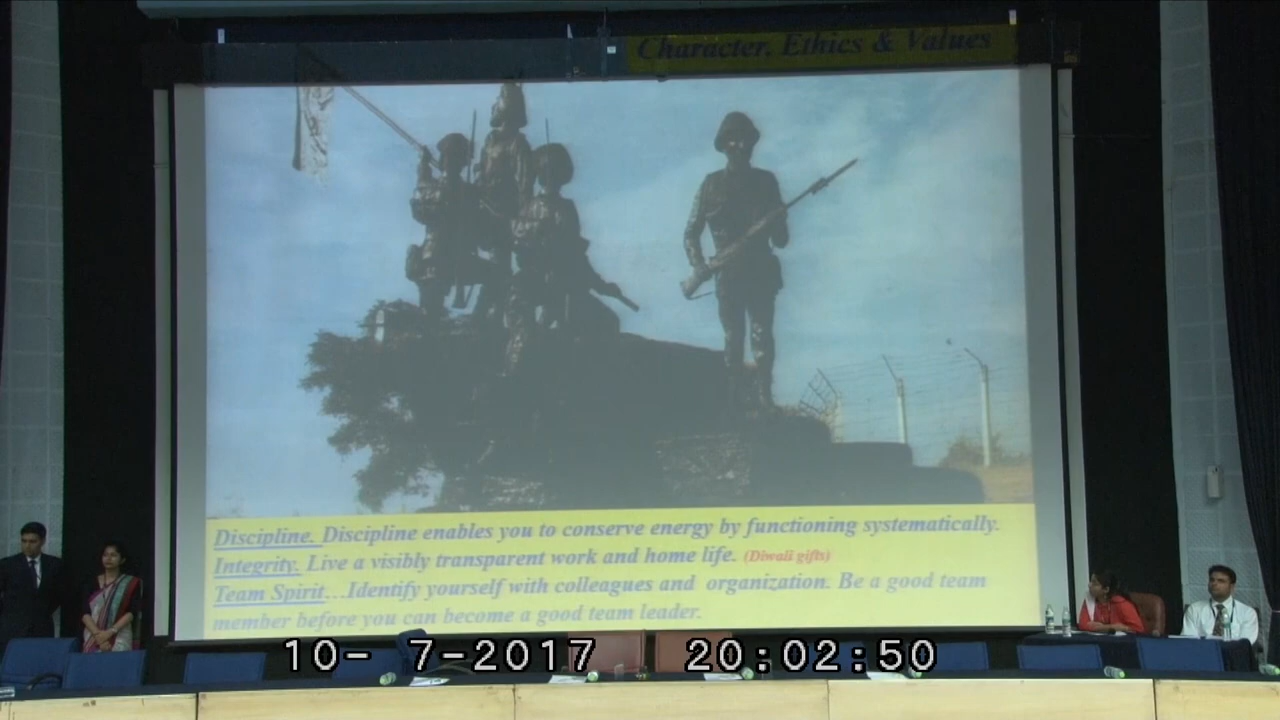 Character. Ethics & Values
Discipline. Discipline enables you to conserve energy by functioning systematically.
Integrity. Live a visibly transparent work and home life. (Diwali gifts)
Team Spirit...Identify yourself with colleagues and organization. Be a good team
member before you can become a good team leader.
10- 7-2017 20:02:50